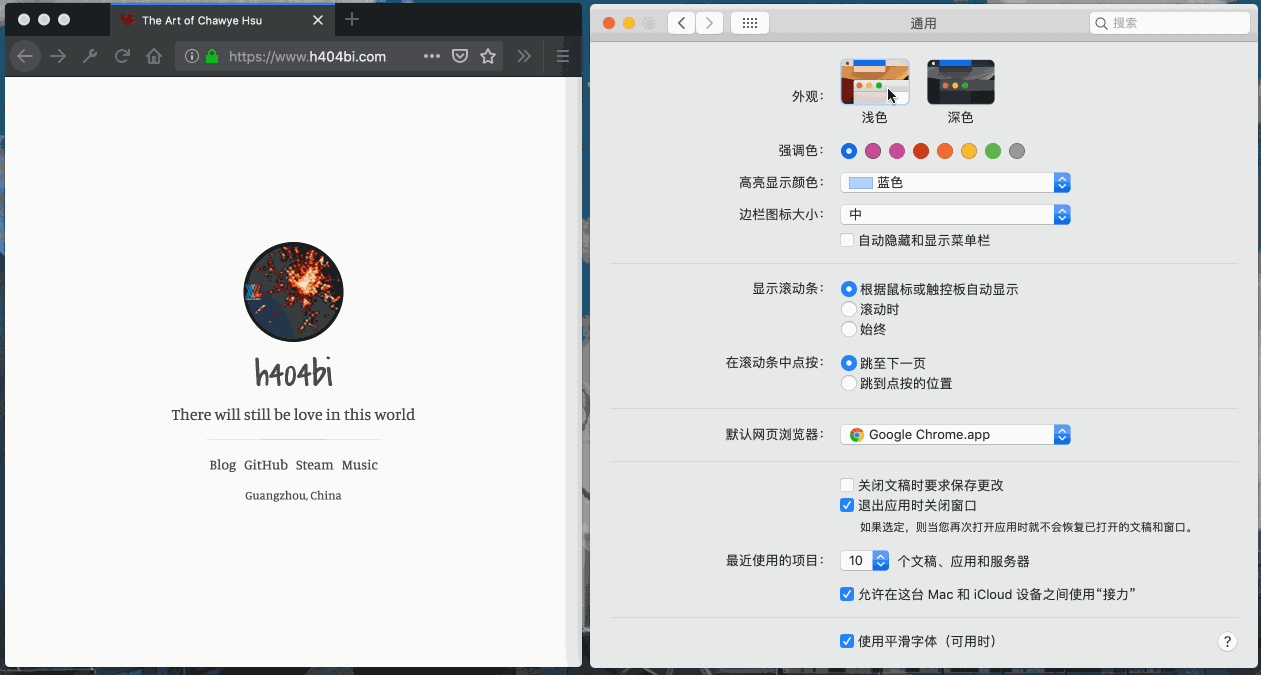 The Art of Chawye Hsu
https://www.h404bi.com
h404bi
There will still be love in this world
Blog GitHub Steam Music
Guangzhou, China
通用
搜索
外观：
浅色 深色
强调色：
高亮显示颜色： 蓝色
边栏图标大小： 中
自动隐藏和显示菜单栏
显示滚动条： 根据鼠标或触控板自动显示
滚动时
始终
在滚动条中点按： 跳至下一页
跳到点按的位置
默认网页浏览器： Google Chrome.app
关闭文稿时要求保存更改
退出应用时关闭窗口
如果选定，则当您再次打开应用时就不会恢复已打开的文稿和窗口。
最近使用的项目： 10 个文稿、应用和服务器
允许在这台 Mac 和 iCloud 设备之间使用“接力”
使用平滑字体（可用时）
?